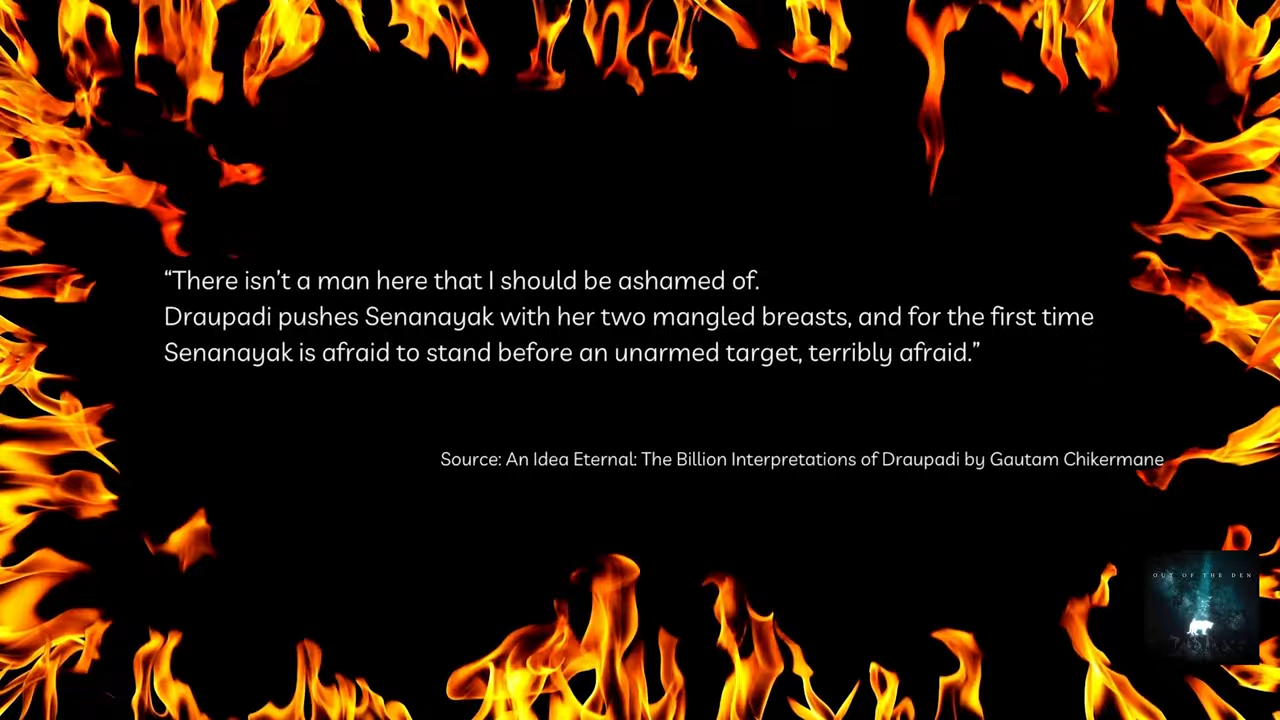 “There isn’t a man here that I should be ashamed of.
Draupadi pushes Senanayak with her two mangled breasts, and for the first time
Senanayak is afraid to stand before an unarmed target, terribly afraid.”
Source: An Idea Eternal: The Billion Interpretations of Draupadi by Gautam Chikermane
OUT OF THE DEN